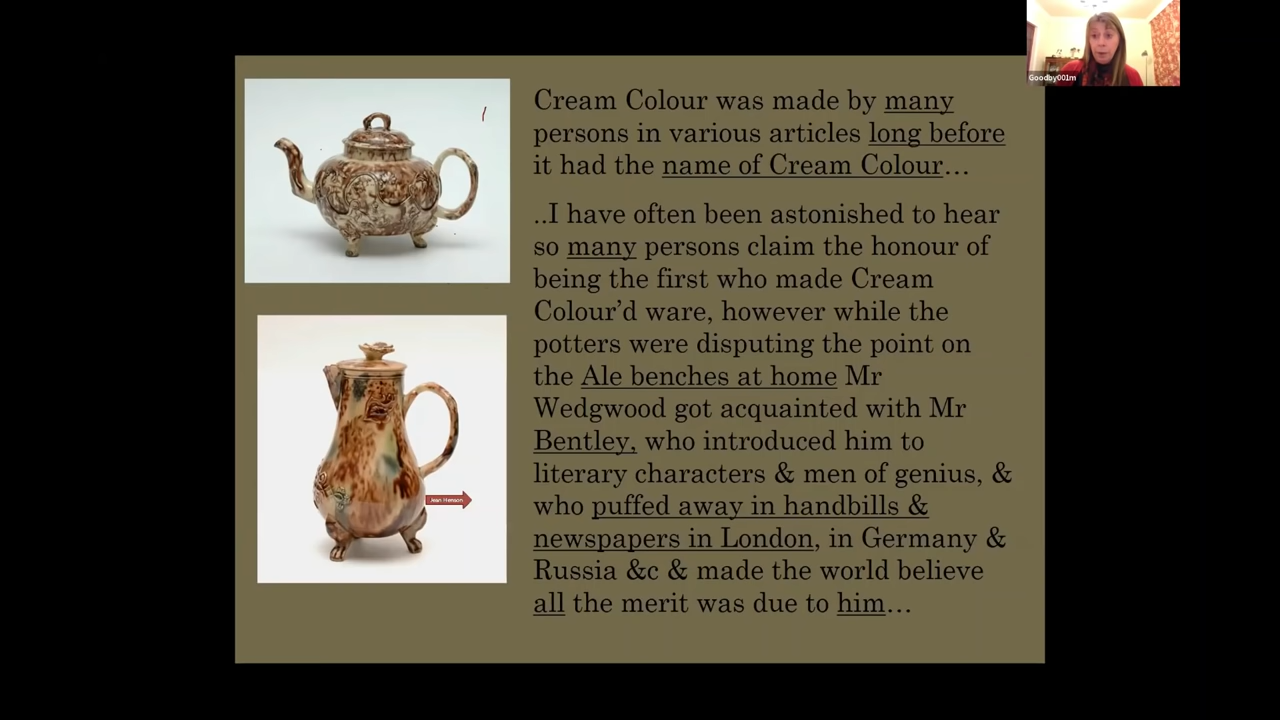 Goodby001m
Cream Colour was made by many
persons in various articles long before
it had the name of Cream Colour…
..I have often been astonished to hear
so many persons claim the honour of
being the first who made Cream
Colour’d ware, however while the
potters were disputing the point on
the Ale benches at home Mr
Wedgwood got acquainted with Mr
Bentley, who introduced him to
literary characters & men of genius, &
who puffed away in handbills &
newspapers in London, in Germany &
Russia &c & made the world believe
all the merit was due to him…